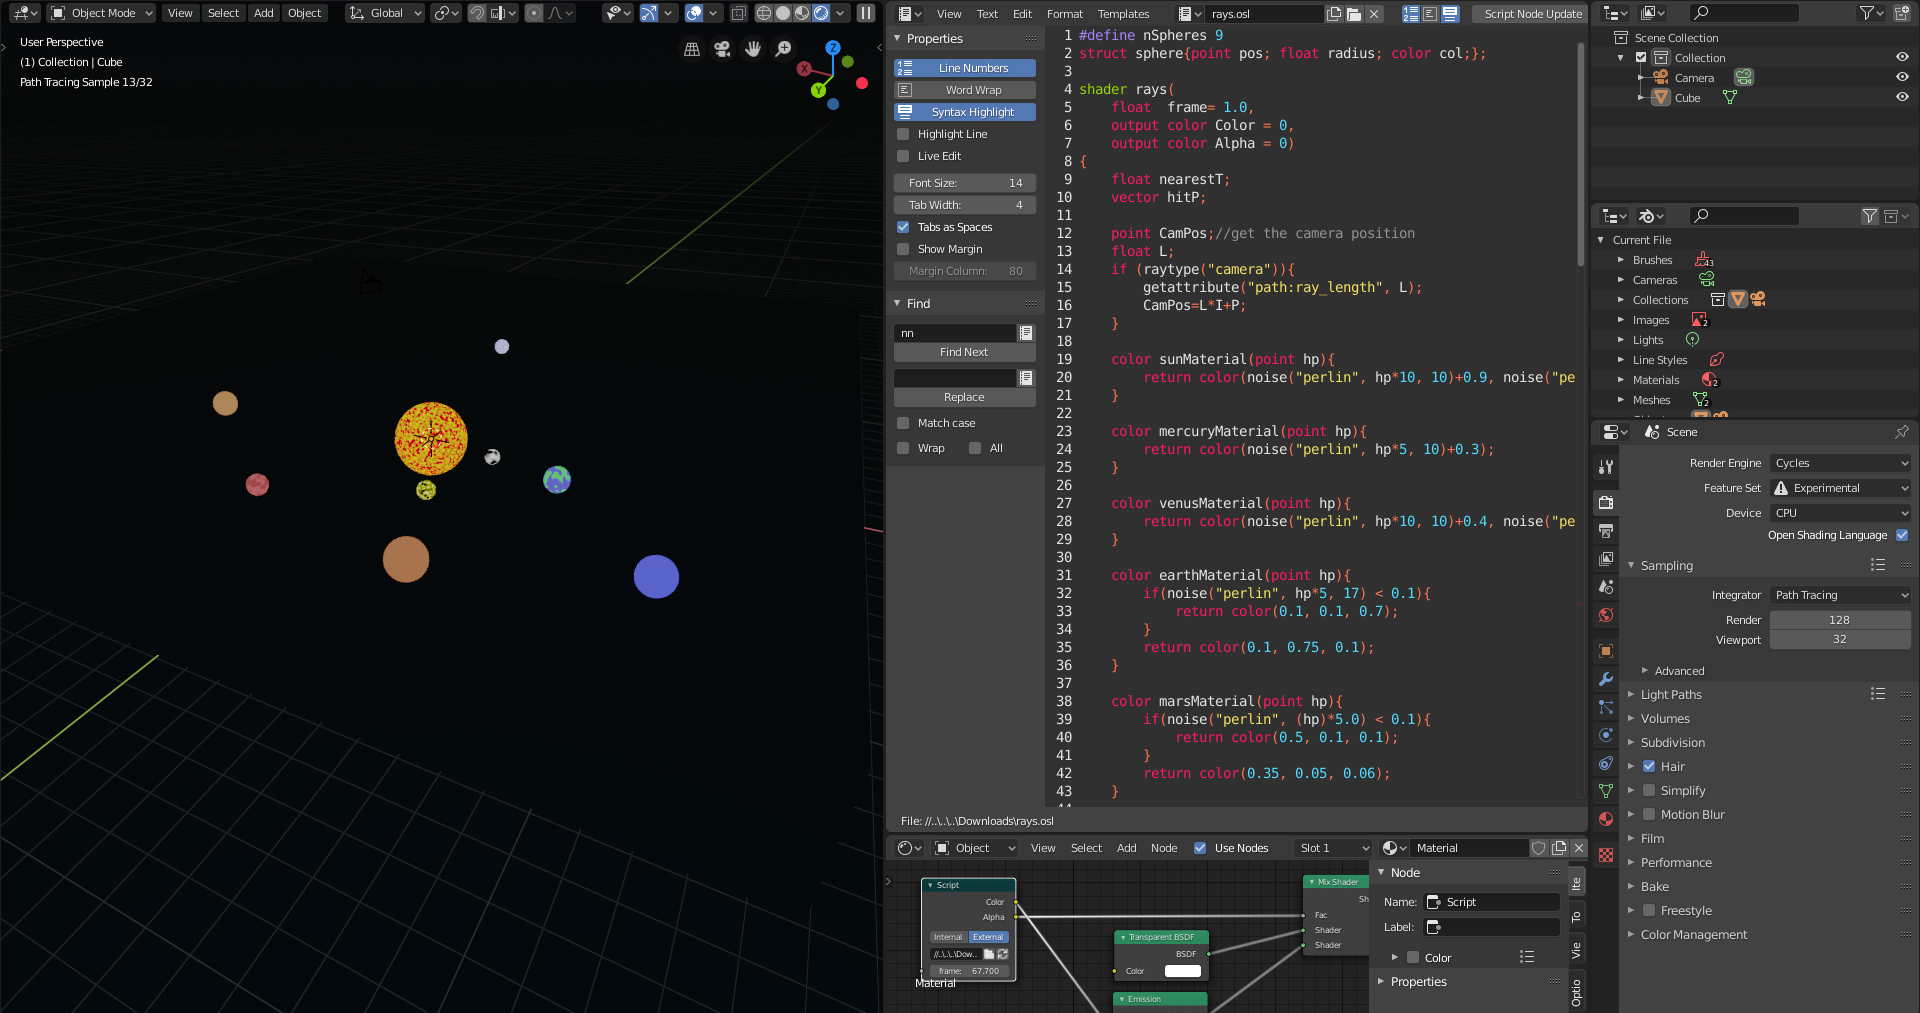 Object Mode View Select Add Object Global
User Perspective
(1) Collection | Cube
Path Tracing Sample 13/32
Z
X
Y
View Text Edit Format Templates rays.osl Script Node Update
Properties
Line Numbers
Word Wrap
Syntax Highlight
Highlight Line
Live Edit
Font Size: 14
Tab Width: 4
Tabs as Spaces
Show Margin
Margin Column: 80
Find
nn
Find Next
Replace
Match case
Wrap All
1 #define nSpheres 9
2 struct sphere{point pos; float radius; color col;};
3
4 shader rays(
5 float  frame= 1.0,
6 output color Color = 0,
7 output color Alpha = 0)
8 {
9 float nearestT;
10 vector hitP;
11
12 point CamPos;//get the camera position
13 float L;
14 if (raytype("camera")){
15 getattribute("path:ray_length", L);
16 CamPos=L*I+P;
17 }
18
19 color sunMaterial(point hp){
20 return color(noise("perlin", hp*10, 10)+0.9, noise("pe
21 }
22
23 color mercuryMaterial(point hp){
24 return color(noise("perlin", hp*5, 10)+0.3);
25 }
26
27 color venusMaterial(point hp){
28 return color(noise("perlin", hp*10, 10)+0.4, noise("pe
29 }
30
31 color earthMaterial(point hp){
32 if(noise("perlin", hp*5, 17) < 0.1){
33 return color(0.1, 0.1, 0.7);
34 }
35 return color(0.1, 0.75, 0.1);
36 }
37
38 color marsMaterial(point hp){
39 if(noise("perlin", (hp)*5.0) < 0.1){
40 return color(0.5, 0.1, 0.1);
41 }
42 return color(0.35, 0.05, 0.06);
43 }
File: //..\..\..\Downloads\rays.osl
Object View Select Add Node Use Nodes Slot 1 Material
Script
Color
Alpha
Internal External
//..\..\..\Dow..
frame: 67.700
Material
Transparent BSDF
BSDF
Color
Emission
Mix Shader
Sh
Fac
Shader
Shader
Node
Name: Script
Label:
Color
Properties
Ite
To
Vie
Optio
Scene Collection
Collection
Camera
Cube
Current File
Brushes 43
Cameras
Collections
Images 2
Lights
Line Styles
Materials 2
Meshes 2
Scene
Render Engine Cycles
Feature Set Experimental
Device CPU
Open Shading Language
Sampling
Integrator Path Tracing
Render 128
Viewport 32
Advanced
Light Paths
Volumes
Subdivision
Hair
Simplify
Motion Blur
Film
Performance
Bake
Freestyle
Color Management